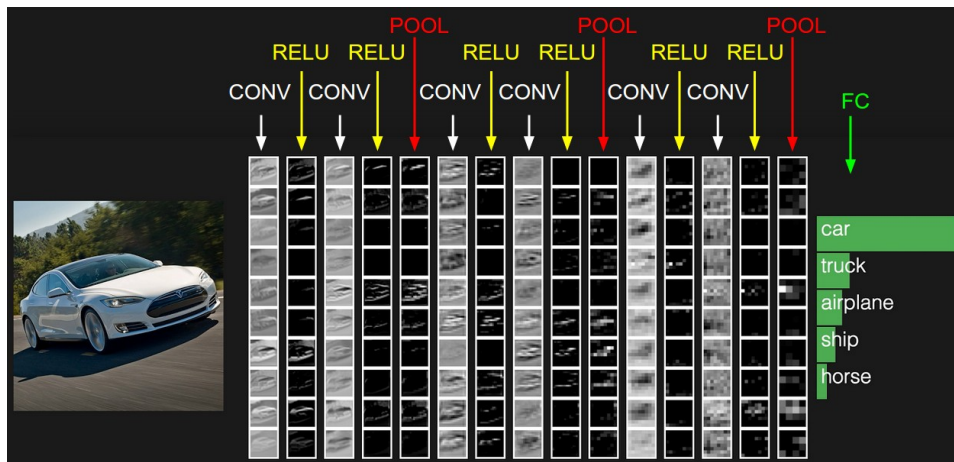 POOL POOL POOL
RELU RELU RELU RELU RELU RELU
CONV CONV CONV CONV CONV CONV
FC
car
truck
airplane
ship
horse